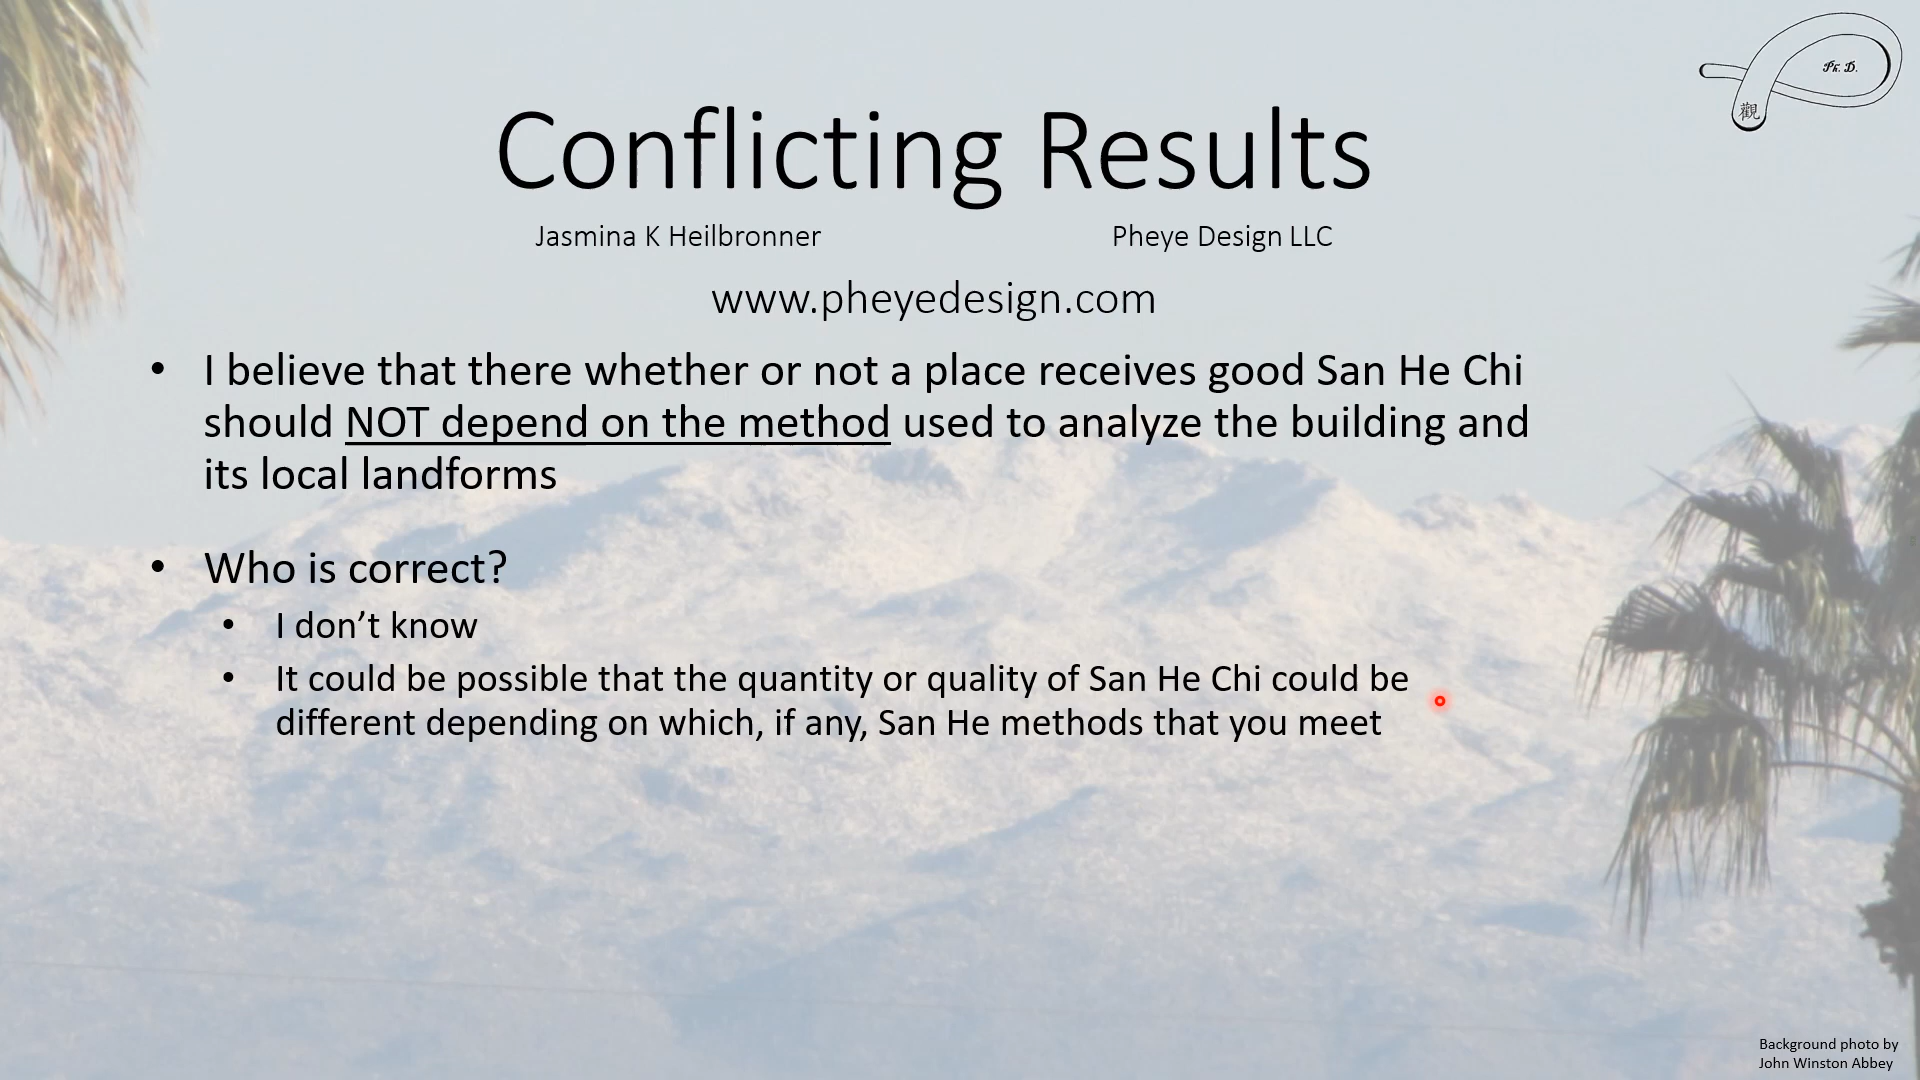 Ph. D.
觀
Conflicting Results
Jasmina K Heilbronner
Pheye Design LLC
www.pheyedesign.com
• I believe that there whether or not a place receives good San He Chi
should NOT depend on the method used to analyze the building and
its local landforms
• Who is correct?
• I don’t know
• It could be possible that the quantity or quality of San He Chi could be
different depending on which, if any, San He methods that you meet
Background photo by
John Winston Abbey